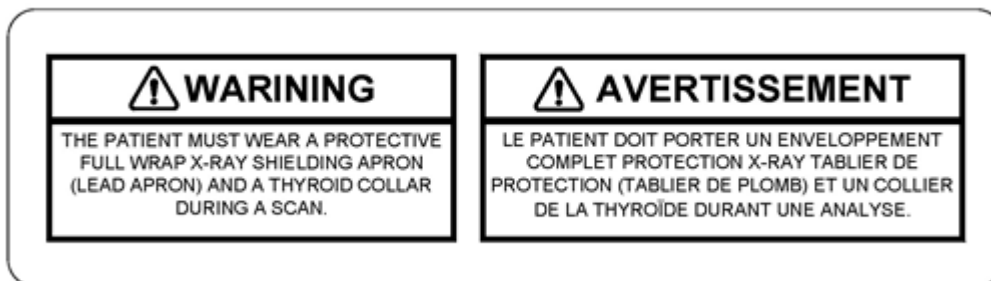 WARINING
THE PATIENT MUST WEAR A PROTECTIVE
FULL WRAP X-RAY SHIELDING APRON
(LEAD APRON) AND A THYROID COLLAR
DURING A SCAN.
AVERTISSEMENT
LE PATIENT DOIT PORTER UN ENVELOPPEMENT
COMPLET PROTECTION X-RAY TABLIER DE
PROTECTION (TABLIER DE PLOMB) ET UN COLLIER
DE LA THYROÏDE DURANT UNE ANALYSE.